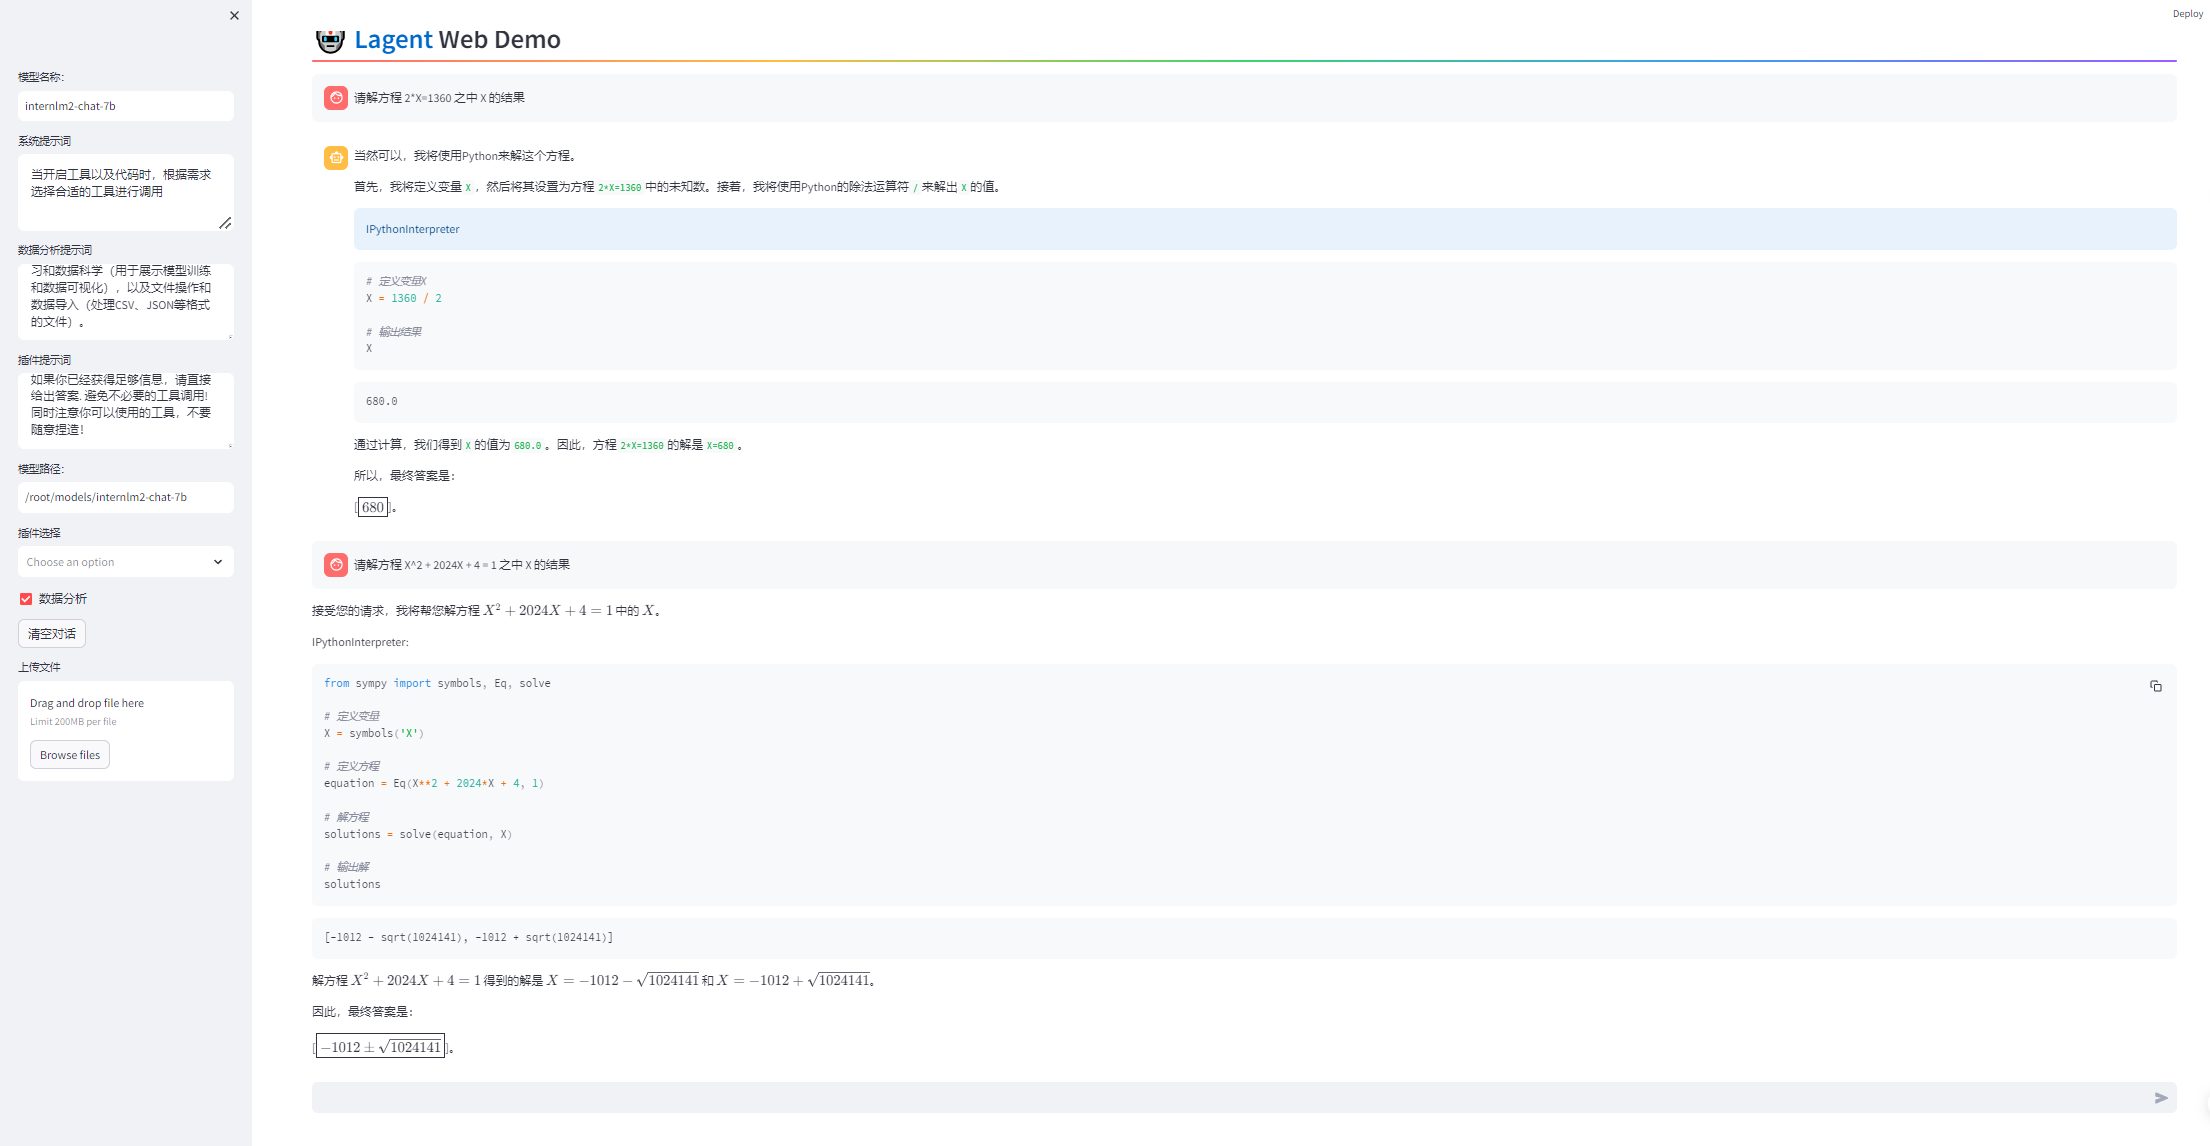 Deploy
模型名称：
internlm2-chat-7b
系统提示词
当开启工具以及代码时，根据需求
选择合适的工具进行调用
数据分析提示词
习和数据科学（用于展示模型训练
和数据可视化），以及文件操作和
数据导入（处理CSV、JSON等格式
的文件）。
插件提示词
如果你已经获得足够信息，请直接
给出答案. 避免不必要的工具调用!
同时注意你可以使用的工具，不要
随意捏造！
模型路径：
/root/models/internlm2-chat-7b
插件选择
Choose an option
数据分析
清空对话
上传文件
Drag and drop file here
Limit 200MB per file
Browse files
Lagent Web Demo
请解方程 2*X=1360 之中 X 的结果
当然可以，我将使用Python来解这个方程。
首先，我将定义变量 X ，然后将其设置为方程 2*X=1360 中的未知数。接着，我将使用Python的除法运算符 / 来解出 X 的值。
IPythonInterpreter
# 定义变量X
X = 1360 / 2
# 输出结果
X
680.0
通过计算，我们得到 X 的值为 680.0 。因此，方程 2*X=1360 的解是 X=680 。
所以，最终答案是：
[680]。
请解方程 X^2 + 2024X + 4 = 1 之中 X 的结果
接受您的请求，我将帮您解方程 X² + 2024X + 4 = 1 中的 X。
IPythonInterpreter:
from sympy import symbols, Eq, solve
# 定义变量
X = symbols('X')
# 定义方程
equation = Eq(X**2 + 2024*X + 4, 1)
# 解方程
solutions = solve(equation, X)
# 输出解
solutions
[-1012 - sqrt(1024141), -1012 + sqrt(1024141)]
解方程 X² + 2024X + 4 = 1 得到的解是 X = −1012 − √1024141 和 X = −1012 + √1024141。
因此，最终答案是：
[−1012 ± √1024141]。